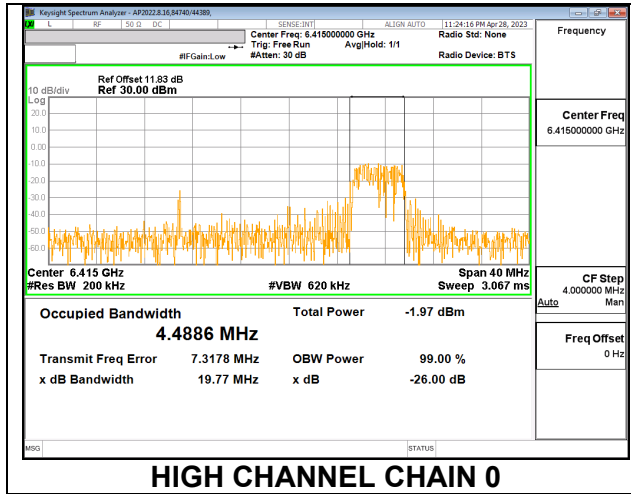 Keysight Spectrum Analyzer - AP2022.8.16,84740/44389,
L RF 50 Ω DC SENSE:INT ALIGN AUTO 11:24:16 PM Apr 28, 2023
Center Freq: 6.415000000 GHz Radio Std: None
Trig: Free Run Avg|Hold: 1/1
#IFGain:Low #Atten: 30 dB Radio Device: BTS
Frequency
Ref Offset 11.83 dB
10 dB/div Ref 30.00 dBm
Log
20.0
10.0
0.00
-10.0
-20.0
-30.0
-40.0
-50.0
-60.0
Center 6.415 GHz Span 40 MHz
#Res BW 200 kHz #VBW 620 kHz Sweep 3.067 ms
Center Freq
6.415000000 GHz
CF Step
4.000000 MHz
Auto Man
Freq Offset
0 Hz
Occupied Bandwidth Total Power -1.97 dBm
4.4886 MHz
Transmit Freq Error 7.3178 MHz OBW Power 99.00 %
x dB Bandwidth 19.77 MHz x dB -26.00 dB
MSG STATUS
HIGH CHANNEL CHAIN 0